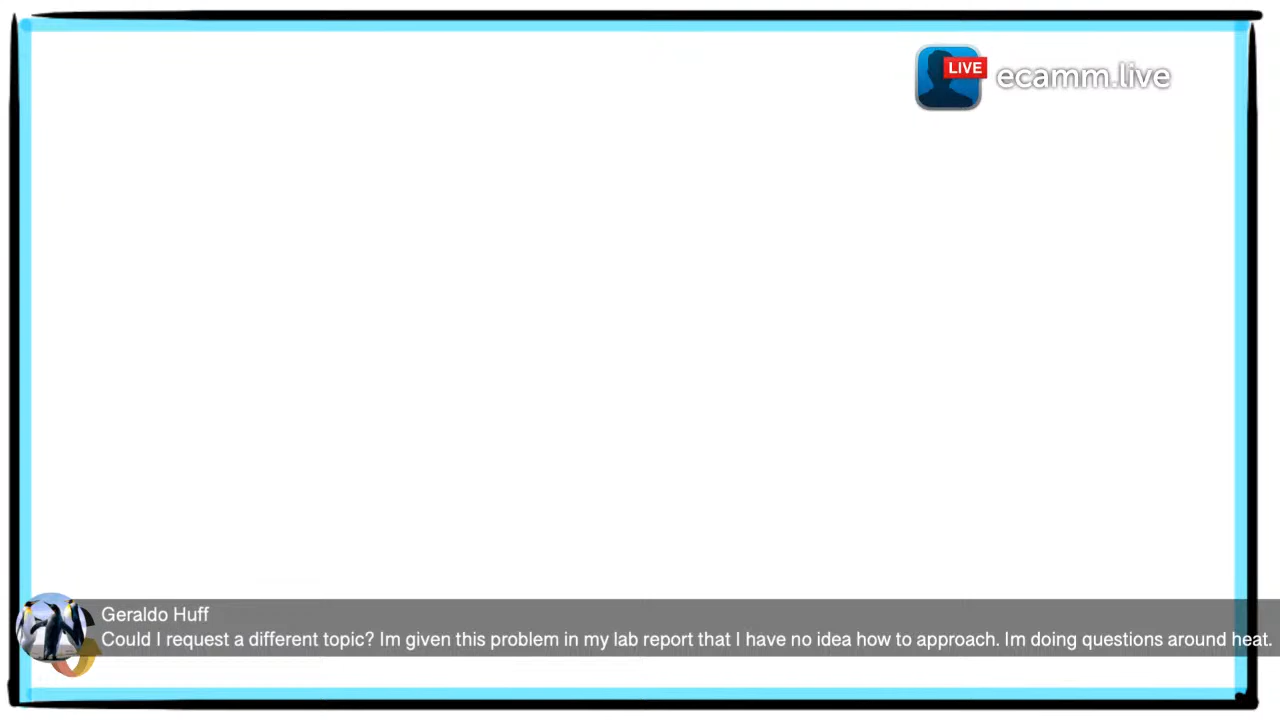 LIVE ecamm.live
Geraldo Huff
Could I request a different topic? Im given this problem in my lab report that I have no idea how to approach. Im doing questions around heat.